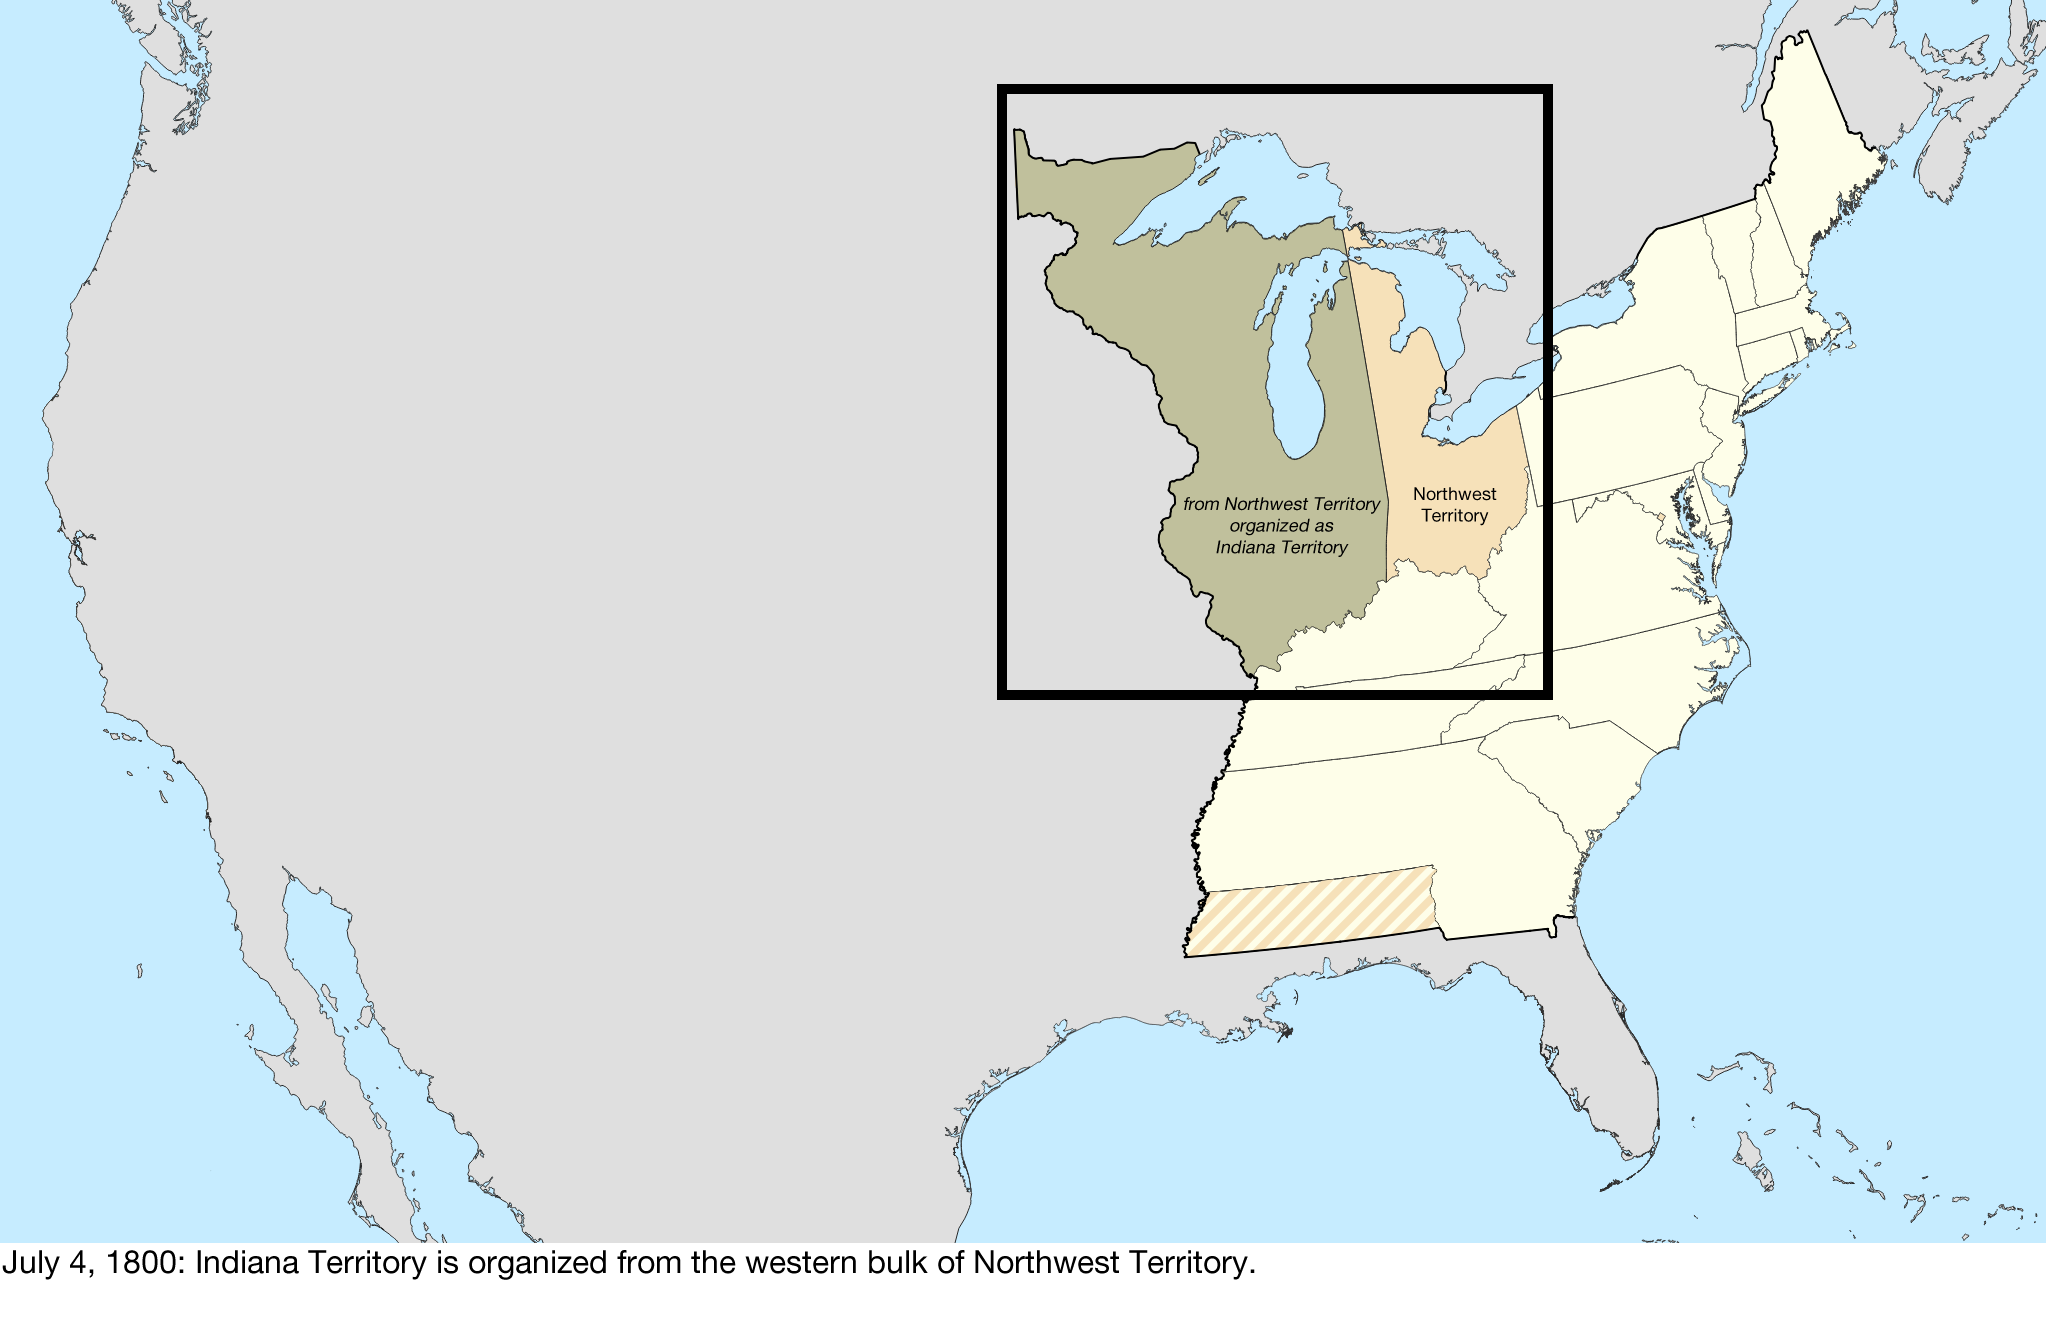 from Northwest Territory
organized as
Indiana Territory
Northwest
Territory
July 4, 1800: Indiana Territory is organized from the western bulk of Northwest Territory.